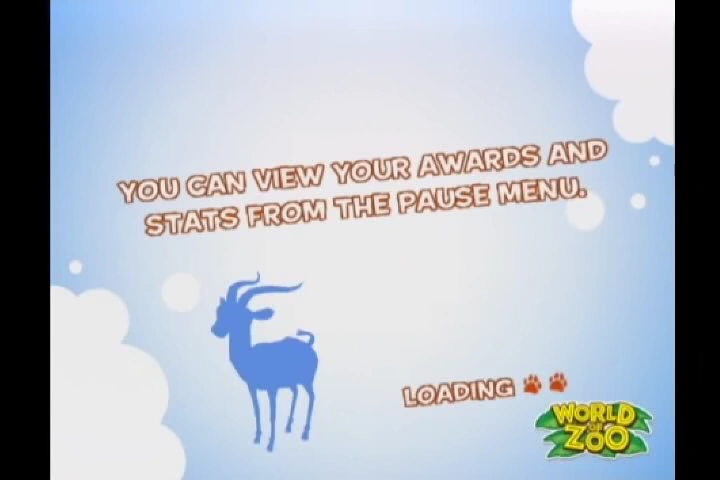 YOU CAN VIEW YOUR AWARDS AND
STATS FROM THE PAUSE MENU.
LOADING
WORLD
OF
ZOO